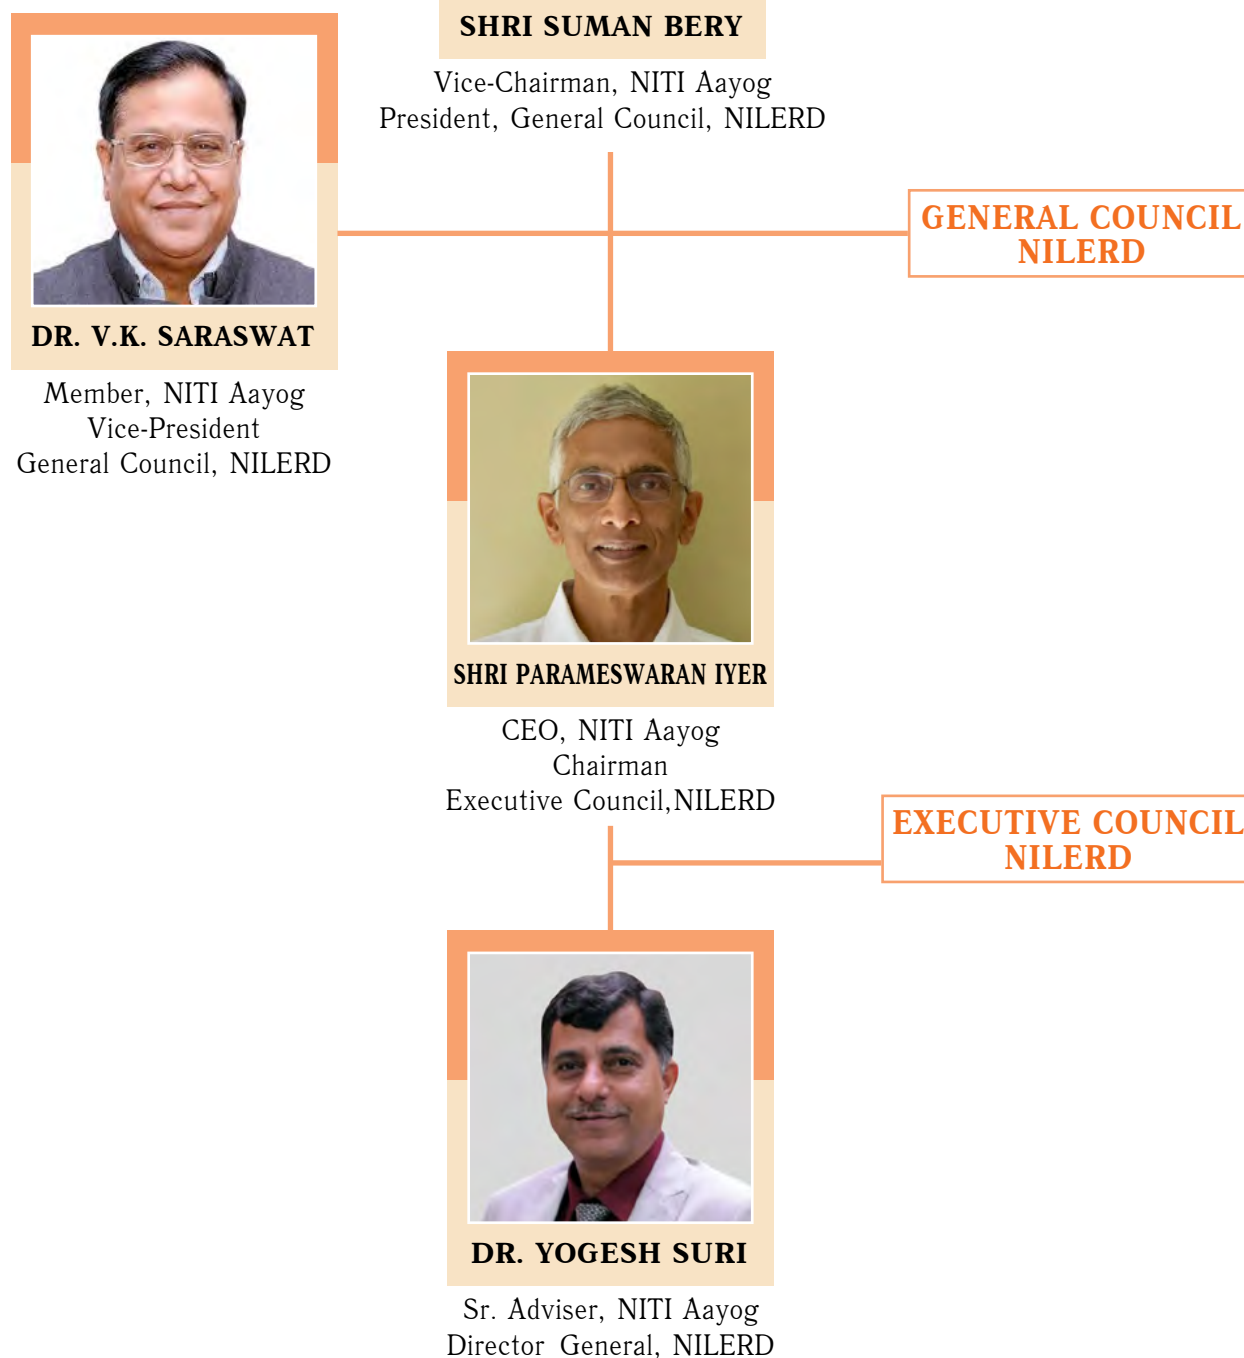 SHRI SUMAN BERY
Vice-Chairman, NITI Aayog
President, General Council, NILERD
GENERAL COUNCIL
NILERD
DR. V.K. SARASWAT
Member, NITI Aayog
Vice-President
General Council, NILERD
SHRI PARAMESWARAN IYER
CEO, NITI Aayog
Chairman
Executive Council,NILERD
EXECUTIVE COUNCIL
NILERD
DR. YOGESH SURI
Sr. Adviser, NITI Aayog
Director General, NILERD